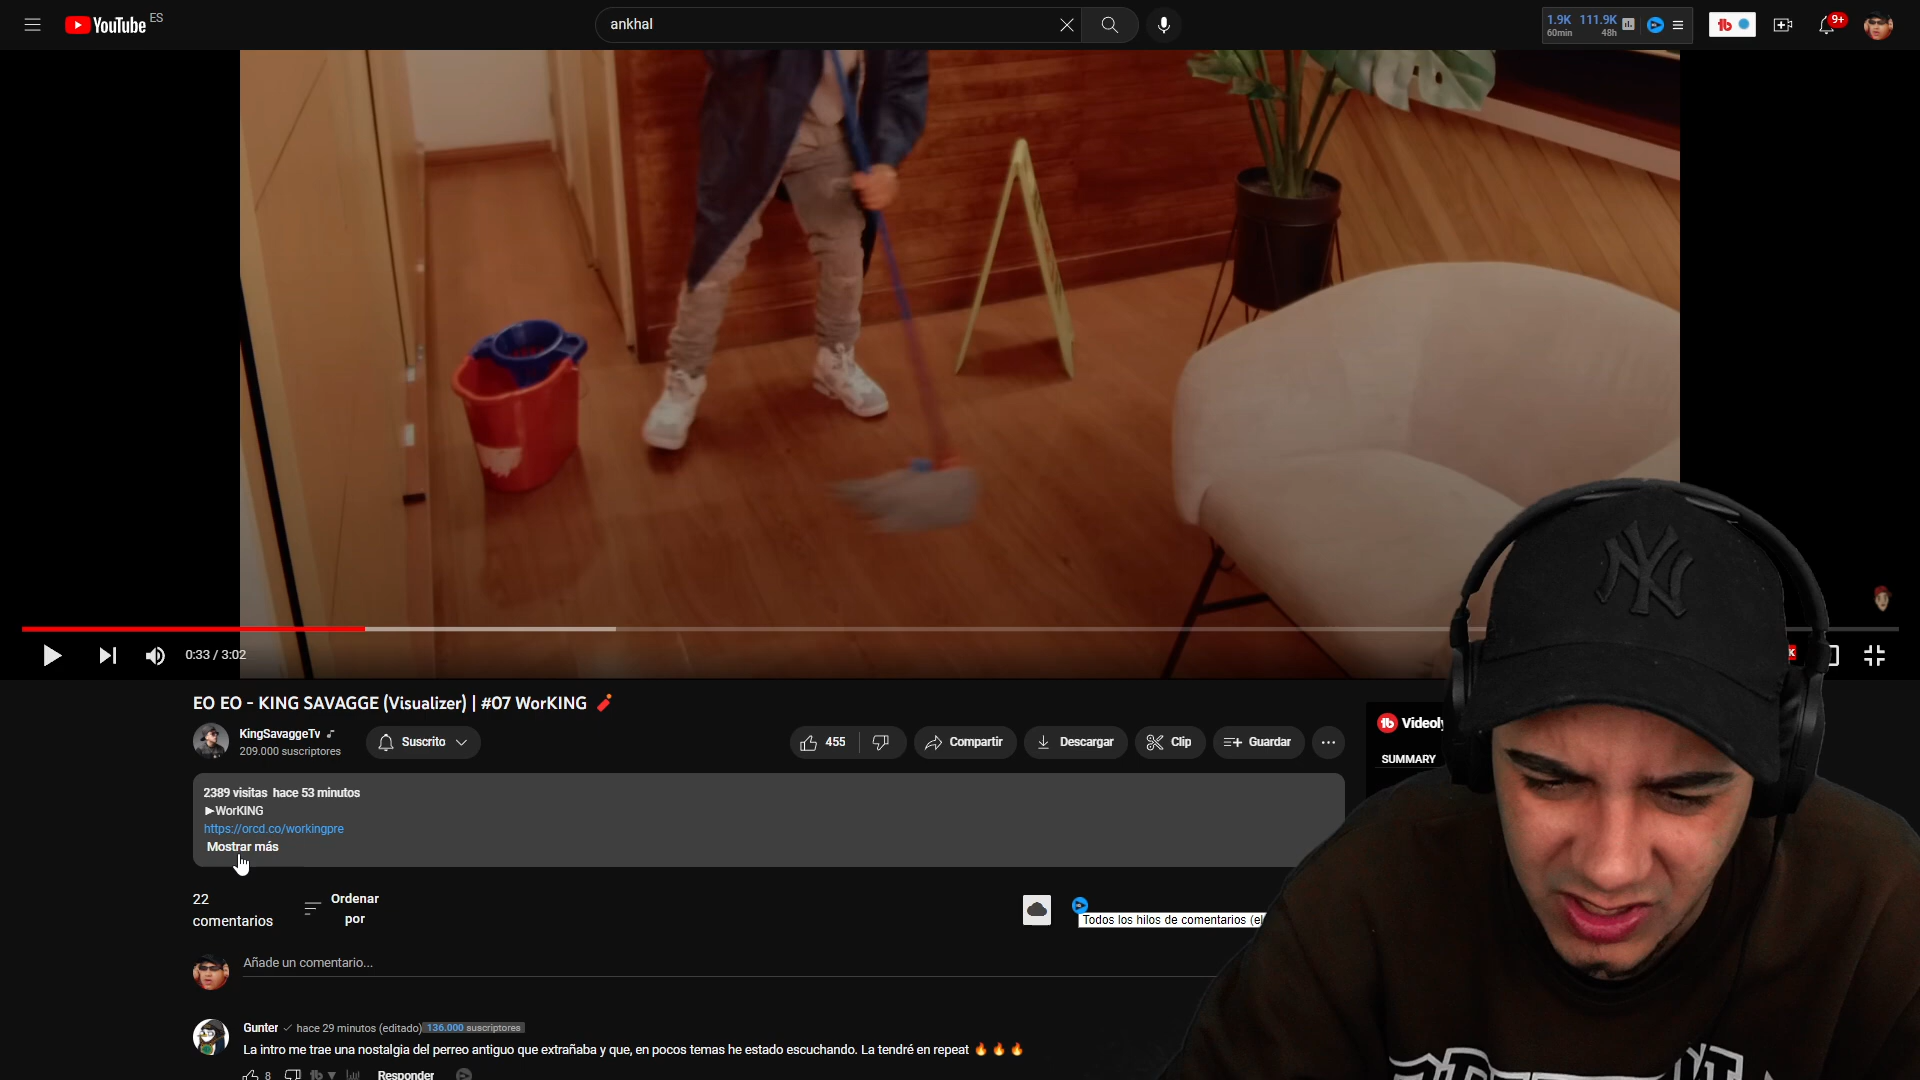 YouTube ES
ankhal
1.9K 111.9K
60min 48h
9+
0:33 / 3:02
EO EO - KING SAVAGGE (Visualizer) | #07 WorKING 🧨
KingSavaggeTv
209.000 suscriptores
Suscrito
455
Compartir
Descargar
Clip
Guardar
SUMMARY
2389 visitas hace 53 minutos
►WorKING
https://orcd.co/workingpre
Mostrar más
22
comentarios
Ordenar
por
Todos los hilos de comentarios
Añade un comentario...
Gunter hace 29 minutos (editado) 136.000 suscriptores
La intro me trae una nostalgia del perreo antiguo que extrañaba y que, en pocos temas he estado escuchando. La tendré en repeat 🔥🔥🔥
8 Responder
NY